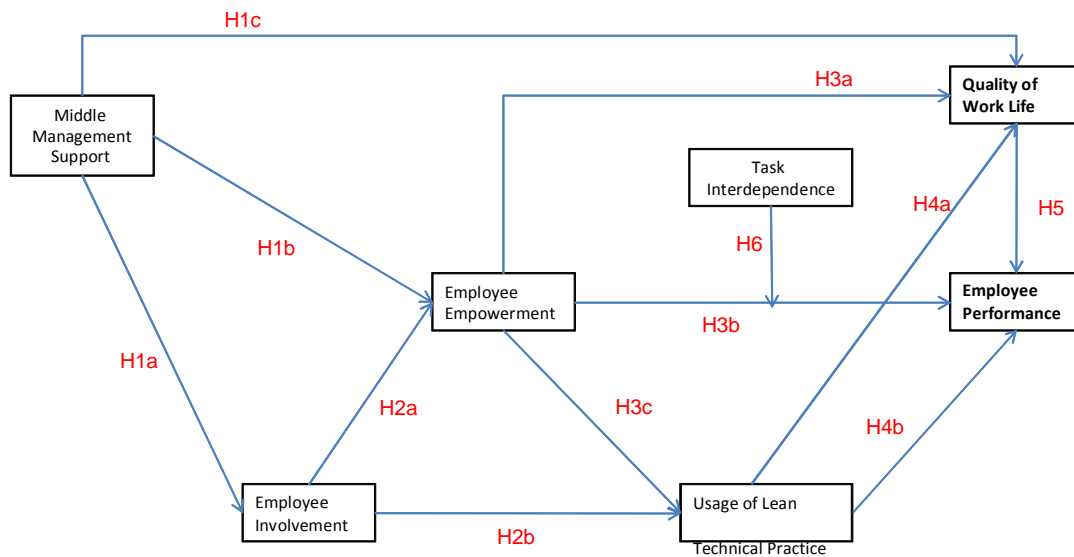 H1c
H3a
Quality of
Work Life
Middle
Management
Support
Task
Interdependence
H4a
H5
H6
H1b
Employee
Empowerment
Employee
Performance
H3b
H1a
H2a
H3c
H4b
Employee
Involvement
H2b
Usage of Lean
Technical Practice